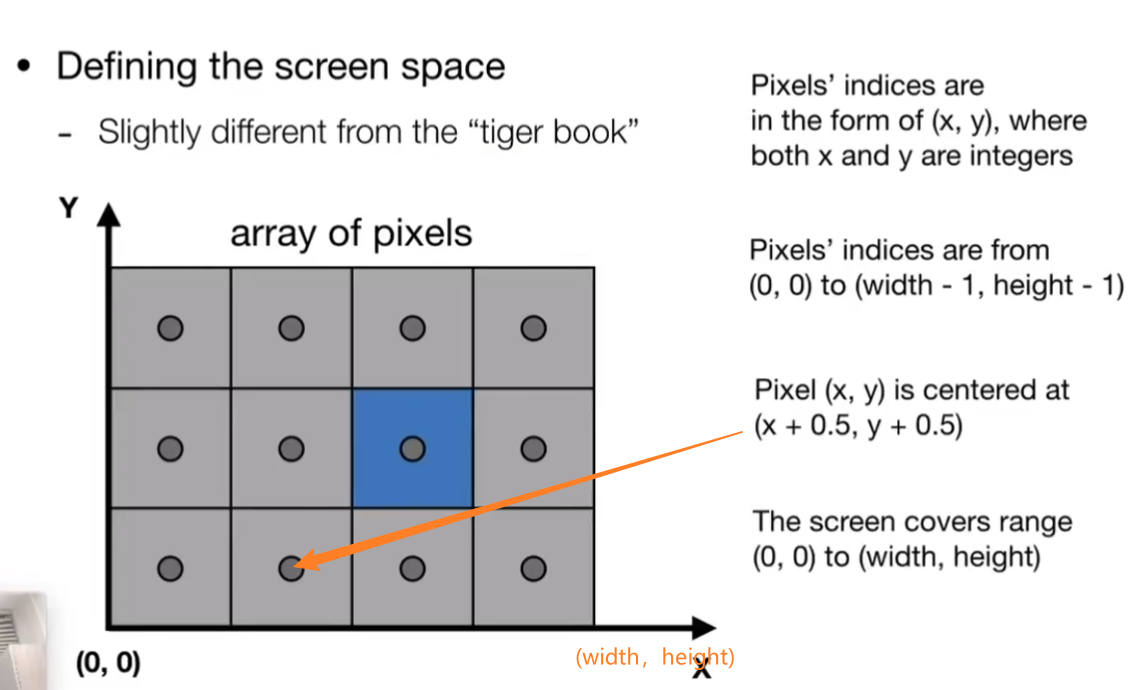 • Defining the screen space
- Slightly different from the “tiger book”
Y
array of pixels
(0, 0)
(width，height)
X
Pixels’ indices are
in the form of (x, y), where
both x and y are integers
Pixels’ indices are from
(0, 0) to (width - 1, height - 1)
Pixel (x, y) is centered at
(x + 0.5, y + 0.5)
The screen covers range
(0, 0) to (width, height)